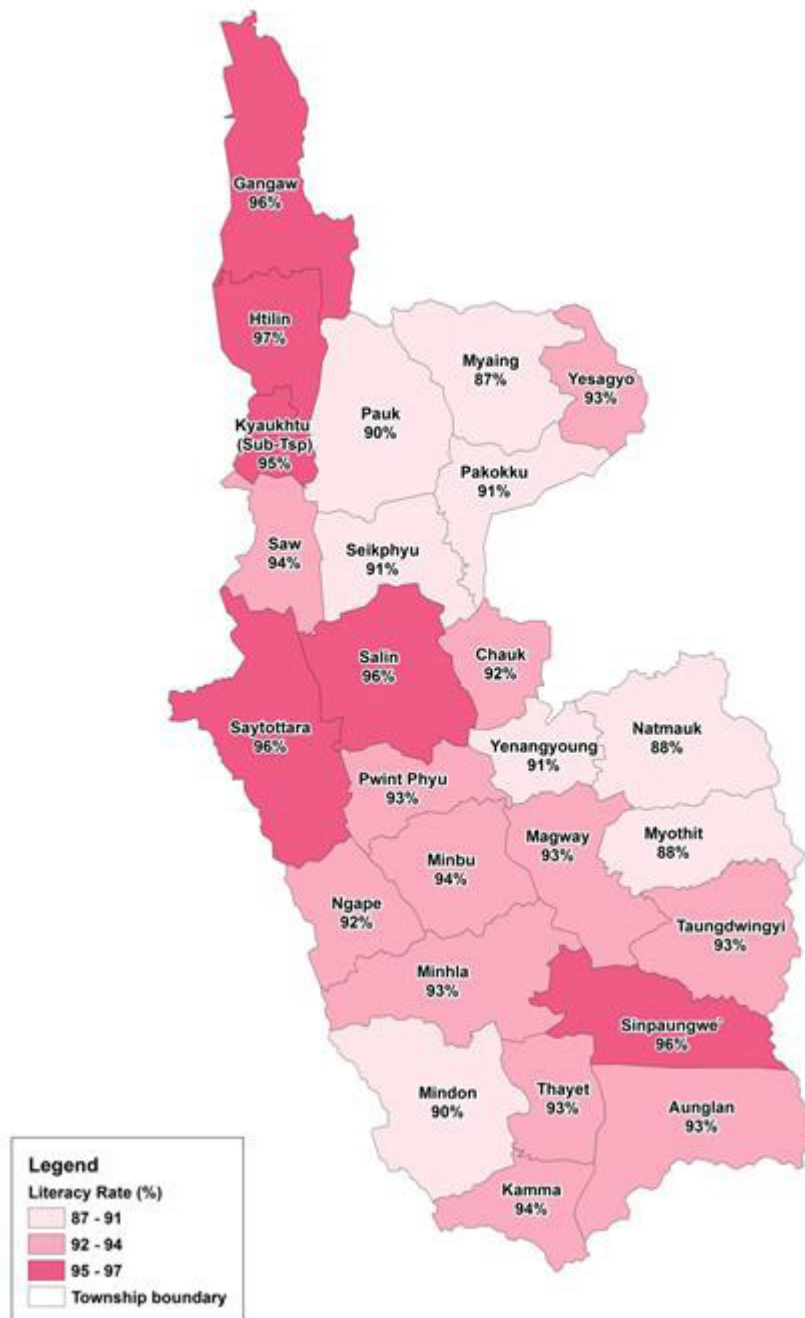 Gangaw
96%
Htilin
97%
Myaing
87%
Yesagyo
93%
Pauk
90%
Kyaukhtu
(Sub-Tsp)
95%
Pakokku
91%
Saw
94%
Seikphyu
91%
Salin
96%
Chauk
92%
Saytottara
96%
Natmauk
88%
Yenangyoung
91%
Pwint Phyu
93%
Magway
93%
Myothit
88%
Minbu
94%
Ngape
92%
Taungdwingyi
93%
Minhla
93%
Sinpaungwe'
96%
Mindon
90%
Thayet
93%
Aunglan
93%
Kamma
94%
Legend
Literacy Rate (%)
87 - 91
92 - 94
95 - 97
Township boundary